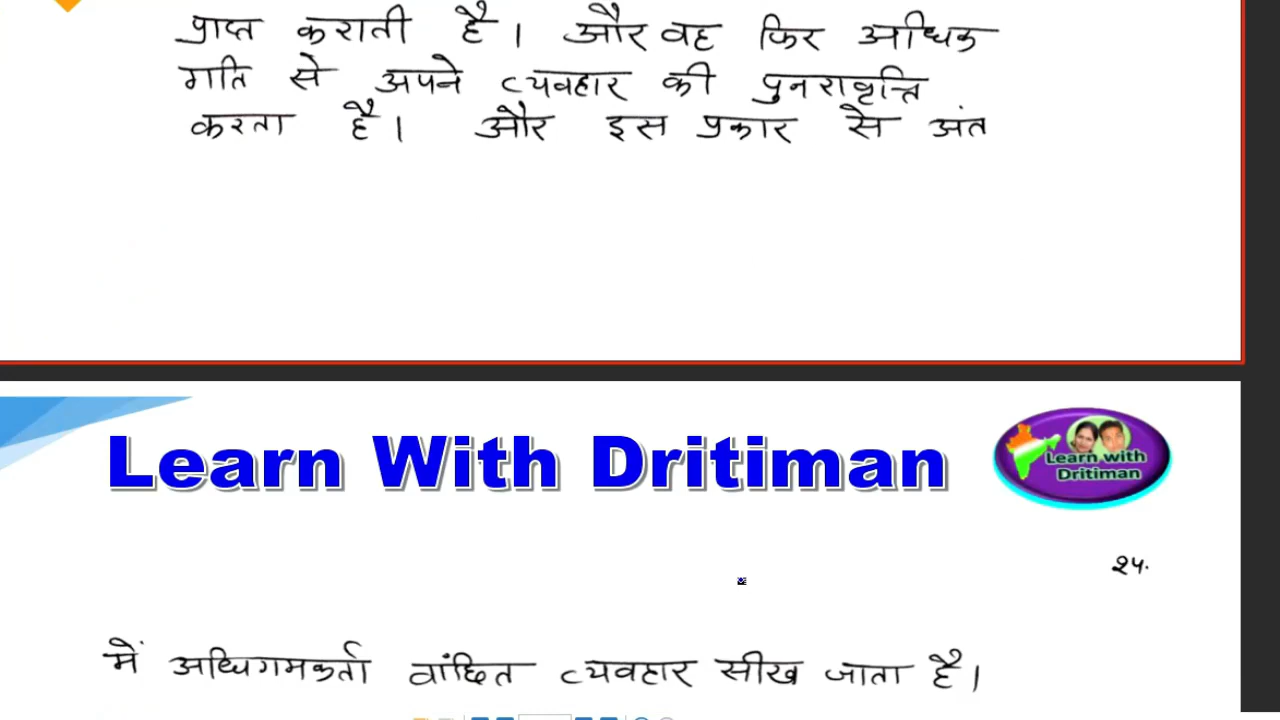 प्राप्त कराती है। और वह फिर अधिक
गति से अपने व्यवहार की पुनरावृत्ति
करता है। और इस प्रकार से अंत
Learn With Dritiman
Learn with
Dritiman
२५.
में अधिगमकर्ता वांछित व्यवहार सीख जाता है।